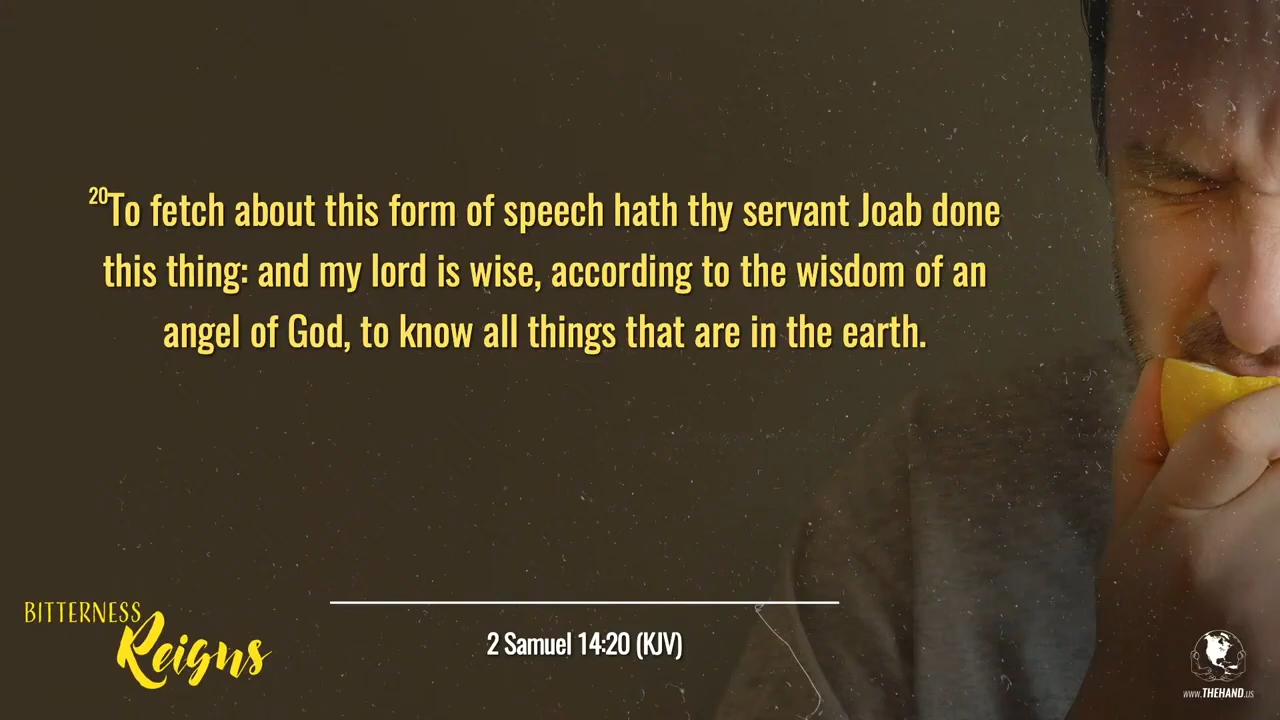 20To fetch about this form of speech hath thy servant Joab done
this thing: and my lord is wise, according to the wisdom of an
angel of God, to know all things that are in the earth.
BITTERNESS
Reigns
2 Samuel 14:20 (KJV)
www.THEHAND.us